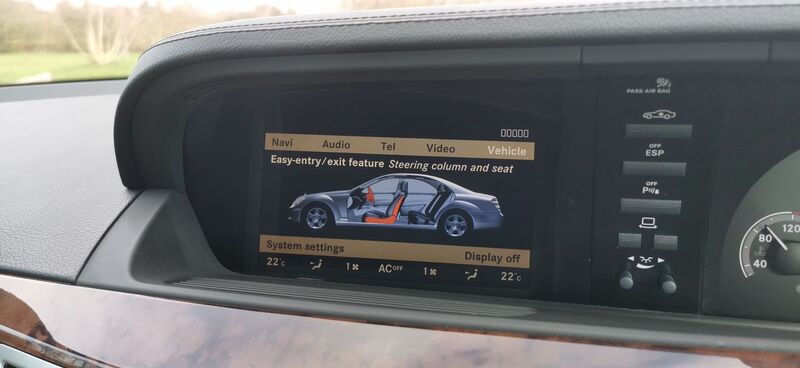 00000
Navi Audio Tel Video Vehicle
Easy-entry/exit feature Steering column and seat
System settings Display off
22°C 1 AC OFF 1 22°C
PASS AIR BAG
OFF
ESP
OFF
P
120
80
40